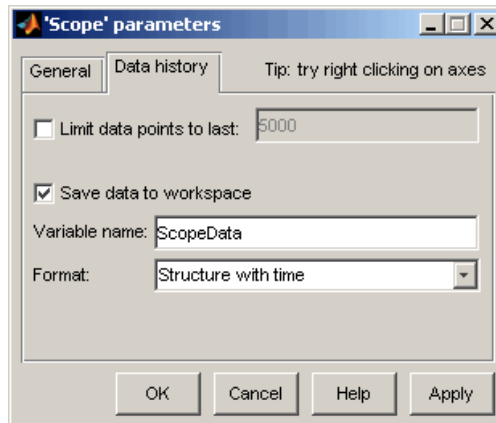 'Scope' parameters
General
Data history
Tip: try right clicking on axes
Limit data points to last: 5000
Save data to workspace
Variable name: ScopeData
Format: Structure with time
OK Cancel Help Apply